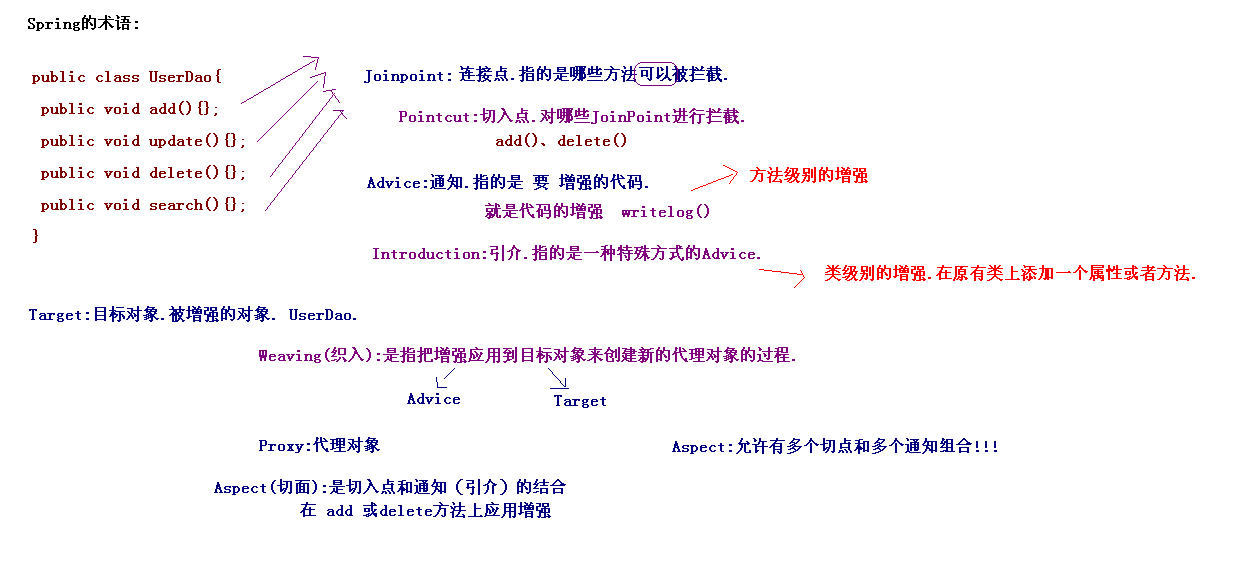 Spring的术语:
public class UserDao{
public void add(){};
public void update(){};
public void delete(){};
public void search(){};
}
Joinpoint: 连接点.指的是哪些方法可以被拦截.
Pointcut:切入点.对哪些JoinPoint进行拦截.
add()、delete()
Advice:通知.指的是 要 增强的代码.
方法级别的增强
就是代码的增强 writelog()
Introduction:引介.指的是一种特殊方式的Advice.
类级别的增强.在原有类上添加一个属性或者方法.
Target:目标对象.被增强的对象. UserDao.
Weaving(织入):是指把增强应用到目标对象来创建新的代理对象的过程.
Advice
Target
Proxy:代理对象
Aspect:允许有多个切点和多个通知组合!!!
Aspect(切面):是切入点和通知（引介）的结合
在 add 或delete方法上应用增强